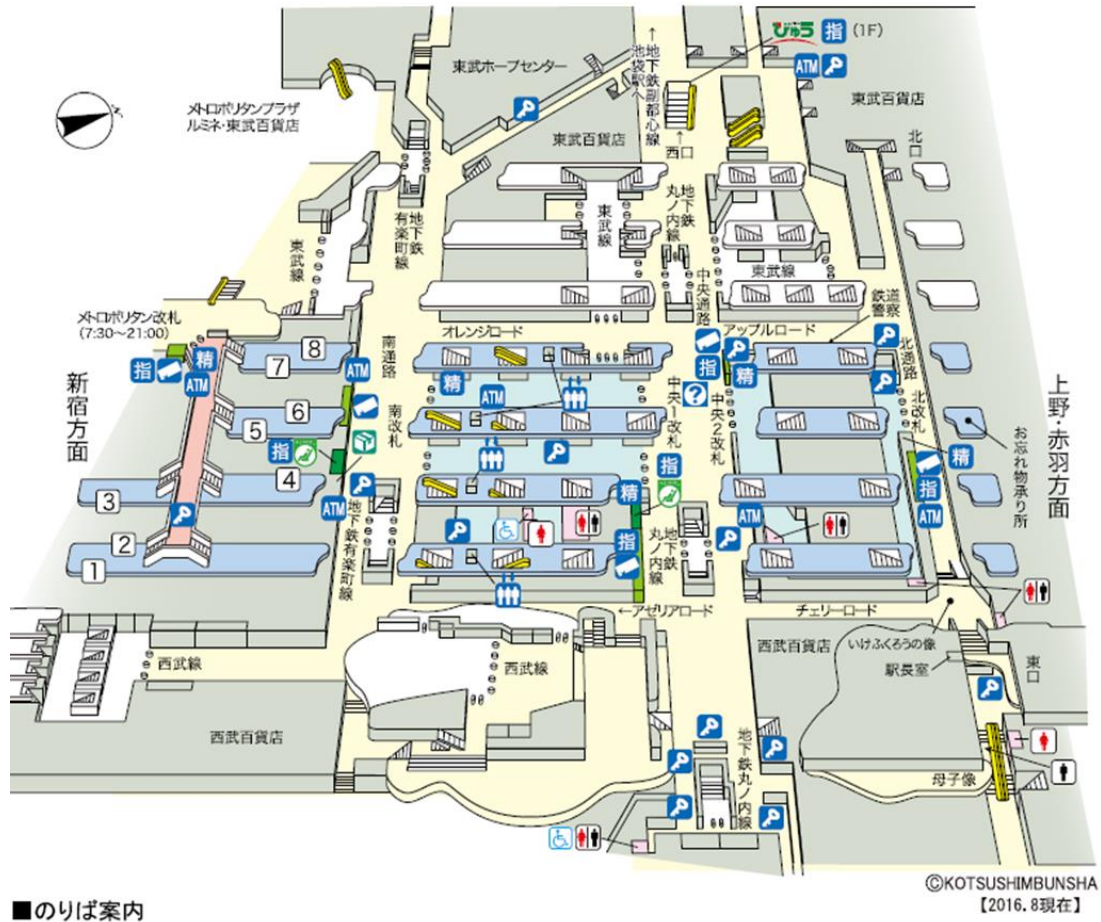 びゅう 指 (1F)
ATM
東武ホープセンター
←地下鉄副都心線
池袋駅へ
メトロポリタンプラザ
ルミネ・東武百貨店
東武百貨店
←西口
東武百貨店
北口
地下鉄
有楽町線
東武線
地下鉄
丸ノ内線
東武線
東武線
中央通路
鉄道
警察
メトロポリタン改札
(7:30〜21:00)
オレンジロード
アップルロード
南通路
北通路
新宿方面
上野・赤羽方面
指
精
ATM
8
7
6
5
4
3
2
1
ATM
精
ATM
指
精
?
南改札
中央1改札
中央2改札
北改札
お忘れ物承り所
指
ATM
地下鉄有楽町線
指
精
指
地下鉄
丸ノ内線
ATM
精
指
ATM
←アゼリアロード
チェリーロード
西武線
西武線
西武百貨店
いけふくろうの像
駅長室
東口
西武百貨店
地下鉄丸ノ内線
母子像
©KOTSUSHIMBUNSHA
【2016.8現在】
■のりば案内